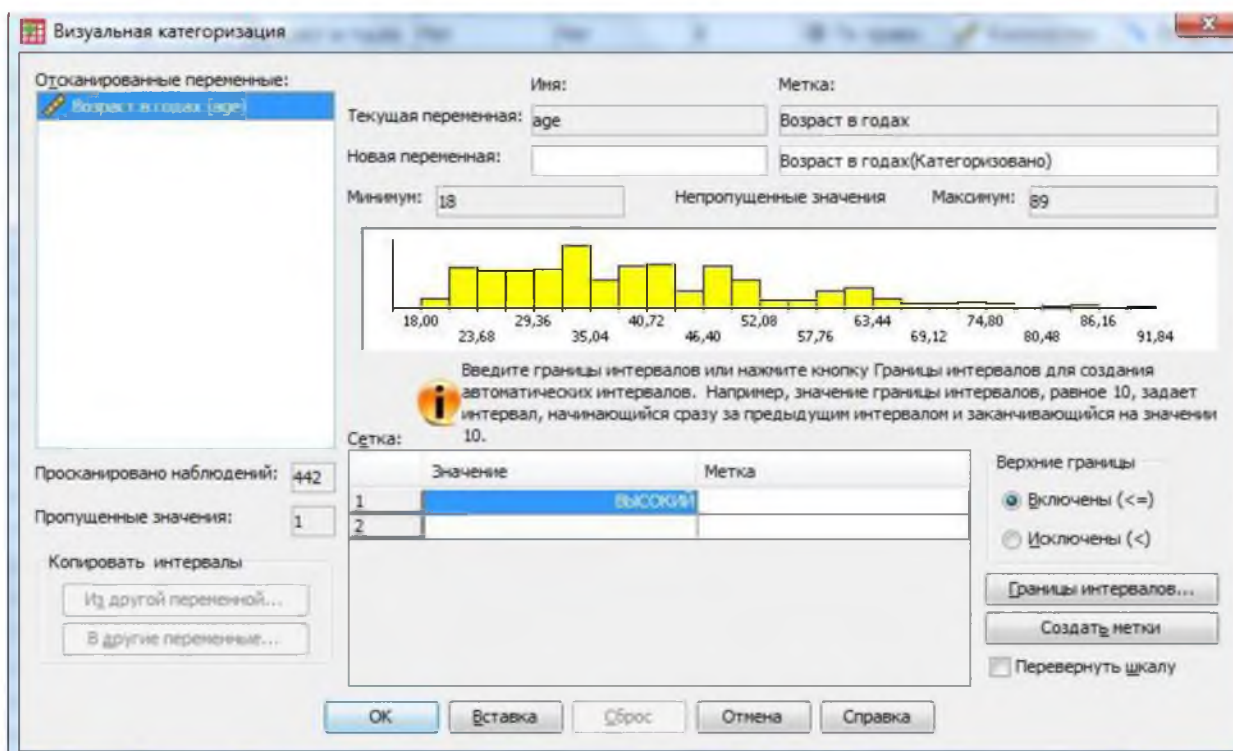 Визуальная категоризация
Отсканированные переменные:
Возраст в годах [age]
Имя:
Метка:
Текущая переменная:
age
Возраст в годах
Новая переменная:
Возраст в годах(Категоризовано)
Минимум:
18
Непропущенные значения
Максимум:
89
18,00 29,36 40,72 52,08 63,44 74,80 86,16
23,68 35,04 46,40 57,76 69,12 80,48 91,84
Введите границы интервалов или нажмите кнопку Границы интервалов для создания
автоматических интервалов. Например, значение границы интервалов, равное 10, задает
интервал, начинающийся сразу за предыдущим интервалом и заканчивающийся на значении
10.
Сетка:
Значение
Метка
1
ВЫСОКИЙ
2
Просканировано наблюдений:
442
Пропущенные значения:
1
Копировать интервалы
Из другой переменной...
В другие переменные...
Верхние границы
Включены (<=)
Исключены (<)
Границы интервалов...
Создать метки
Перевернуть шкалу
OK
Вставка
Сброс
Отмена
Справка